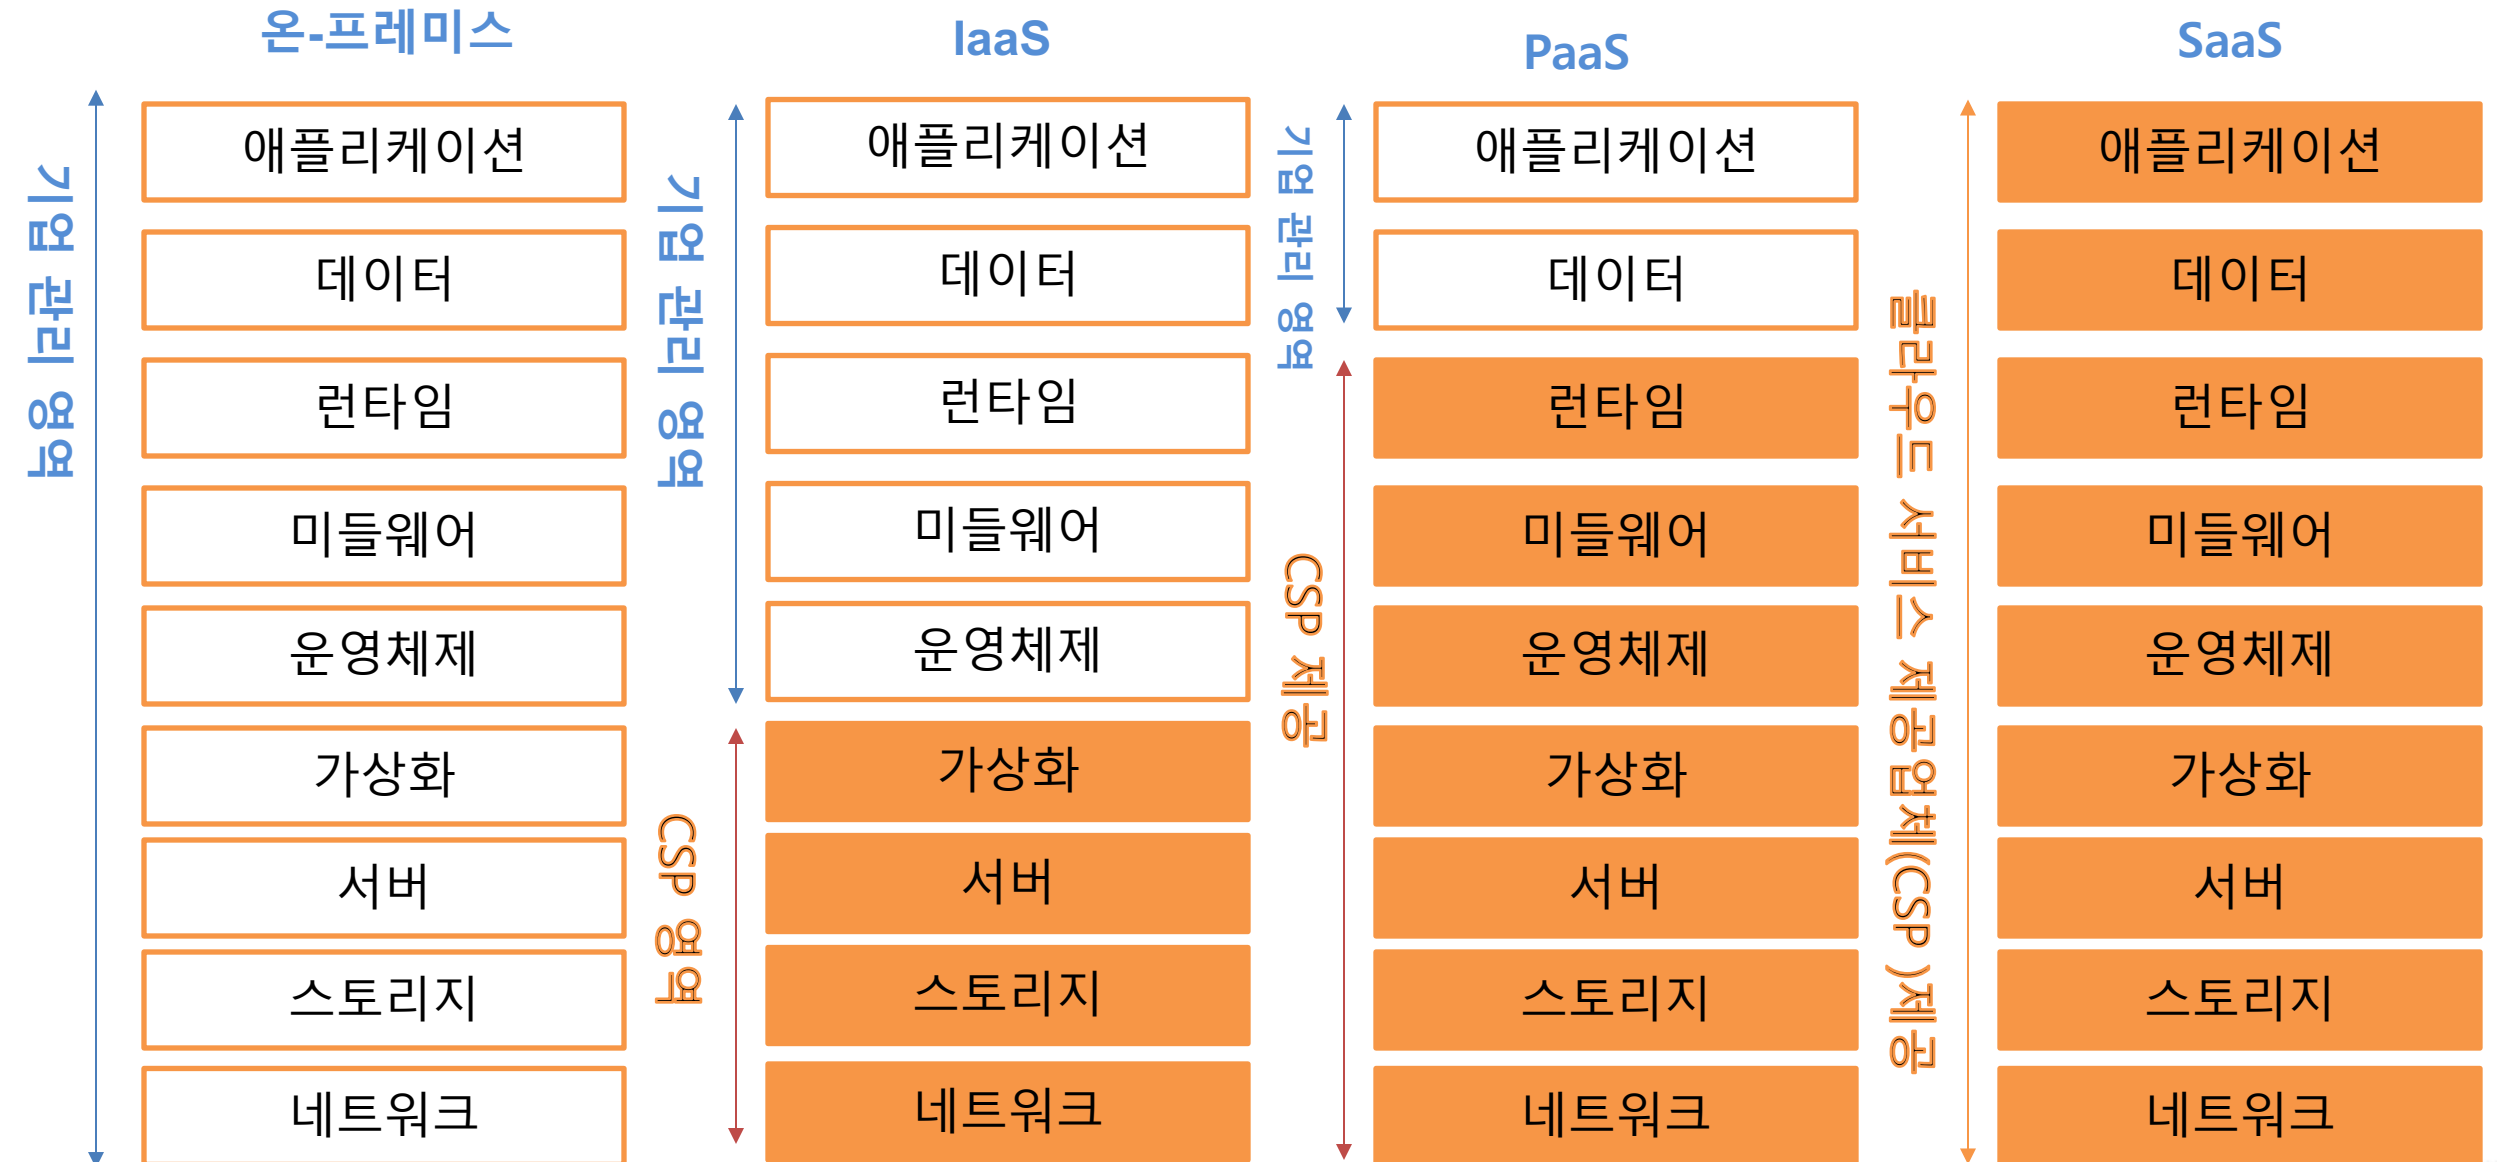 온-프레미스
기업 관리 영역
애플리케이션
데이터
런타임
미들웨어
운영체제
가상화
서버
스토리지
네트워크
IaaS
기업 관리 영역
CSP 영역
애플리케이션
데이터
런타임
미들웨어
운영체제
가상화
서버
스토리지
네트워크
PaaS
기업 관리 영역
CSP 제공
애플리케이션
데이터
런타임
미들웨어
운영체제
가상화
서버
스토리지
네트워크
SaaS
클라우드 서비스 제공업체(CSP )제공
애플리케이션
데이터
런타임
미들웨어
운영체제
가상화
서버
스토리지
네트워크